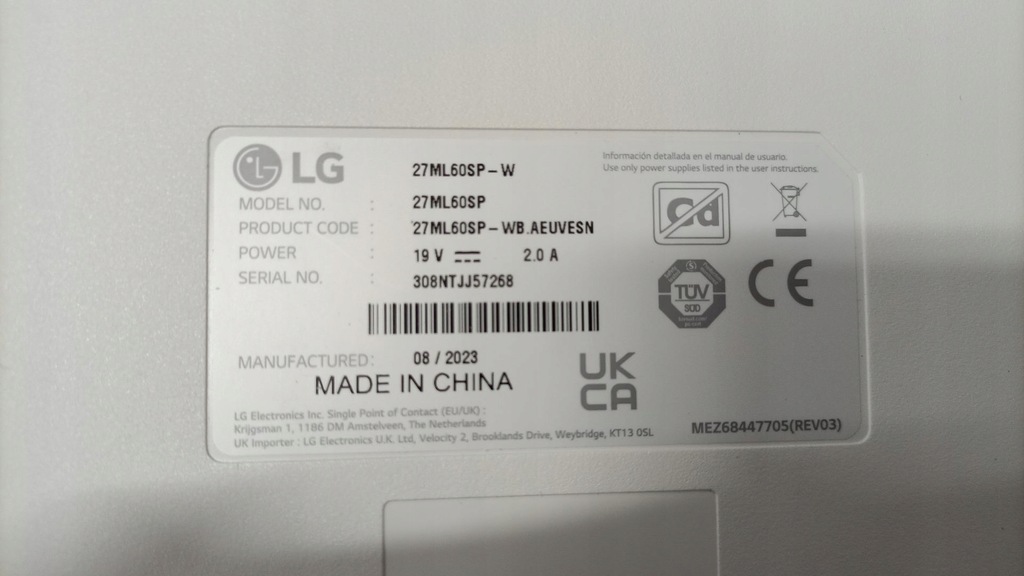 LG
27ML60SP-W
MODEL NO. : 27ML60SP
PRODUCT CODE : 27ML60SP-WB.AEUVESN
POWER : 19 V 2.0 A
SERIAL NO. : 308NTJJ57268
MANUFACTURED: 08 / 2023
MADE IN CHINA
LG Electronics Inc. Single Point of Contact (EU/UK) :
Krijgsman 1, 1186 DM Amstelveen, The Netherlands
UK Importer : LG Electronics U.K. Ltd, Velocity 2, Brooklands Drive, Weybridge, KT13 0SL
Información detallada en el manual de usuario.
Use only power supplies listed in the user instructions.
Cd
TÜV
SÜD
CE
UK
CA
MEZ68447705(REV03)